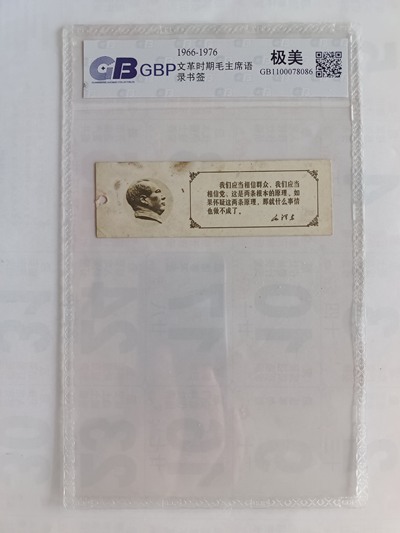 1966-1976
GBP
文革时期毛主席语
录书签
极美
GB1100078086
我们应当相信群众、我们应当
相信党、这是两条根本的原理、如
果怀疑这两条原理、那就什么事情
也做不成了。
毛泽东